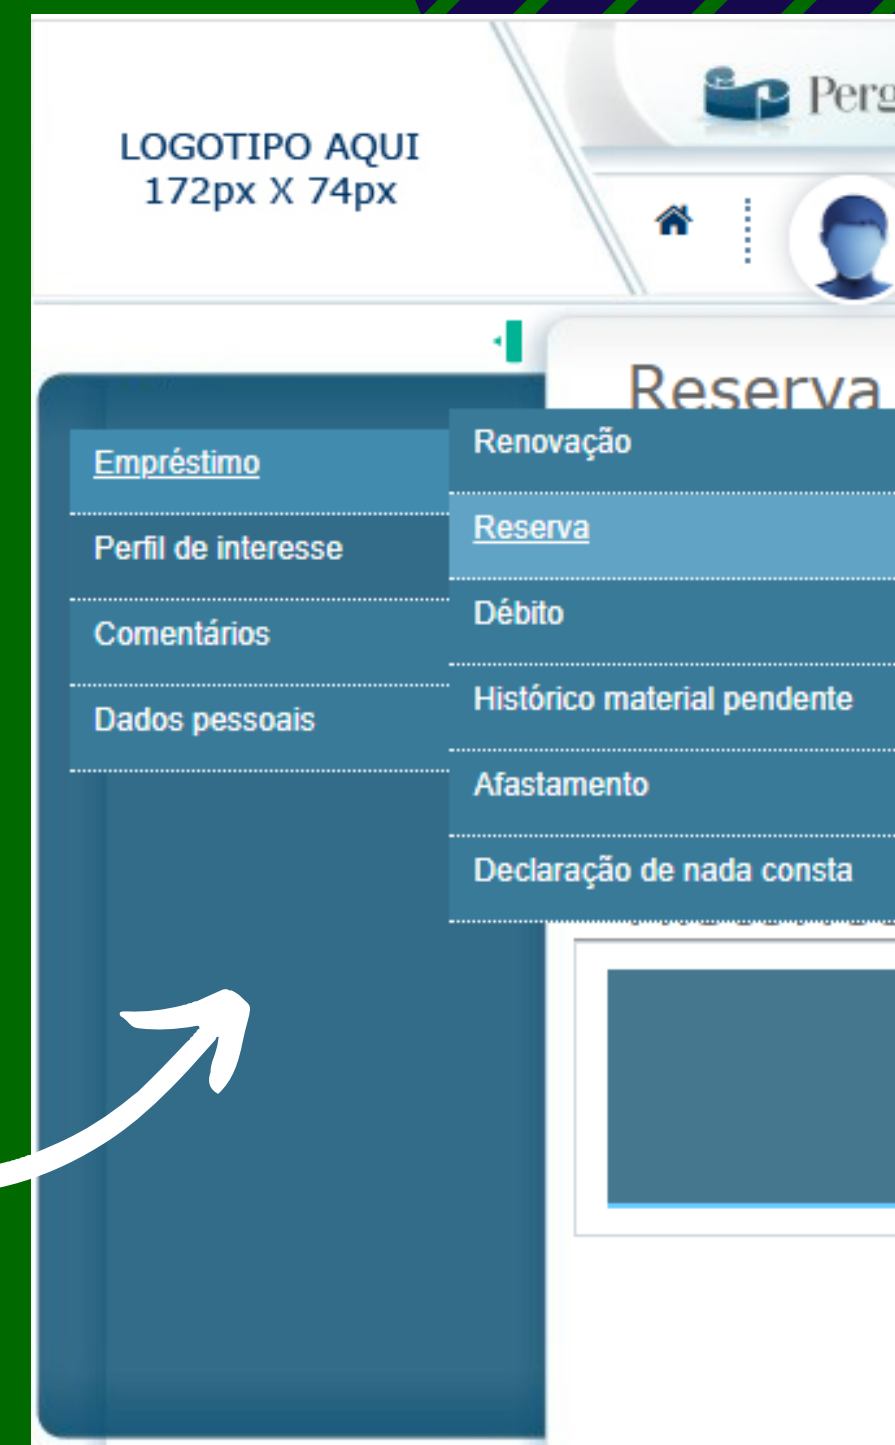 LOGOTIPO AQUI
172px X 74px
Reserva
Empréstimo
Perfil de interesse
Comentários
Dados pessoais
Renovação
Reserva
Débito
Histórico material pendente
Afastamento
Declaração de nada consta